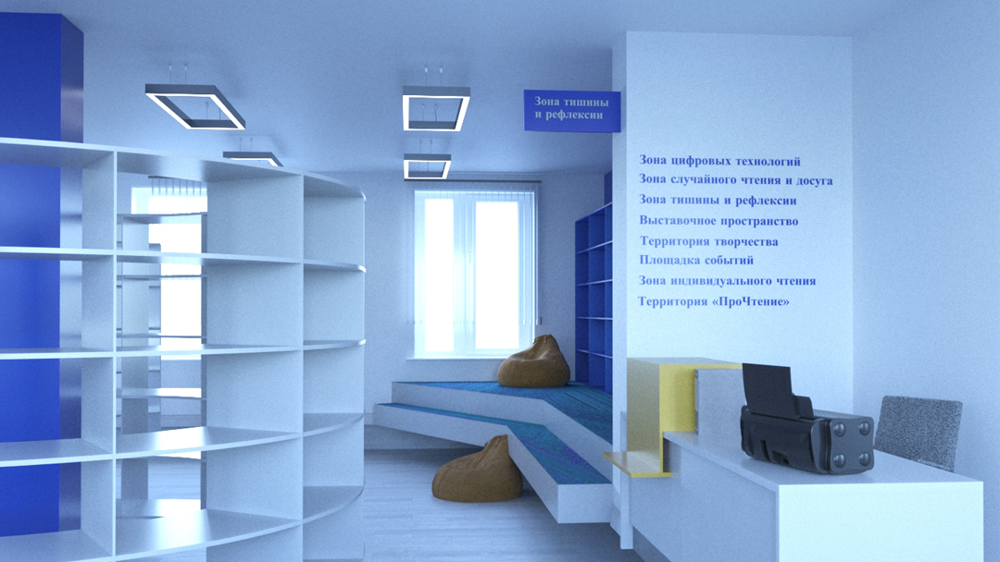 Зона тишины
и рефлексии
Зона цифровых технологий
Зона случайного чтения и досуга
Зона тишины и рефлексии
Выставочное пространство
Территория творчества
Площадка событий
Зона индивидуального чтения
Территория «ПроЧтение»